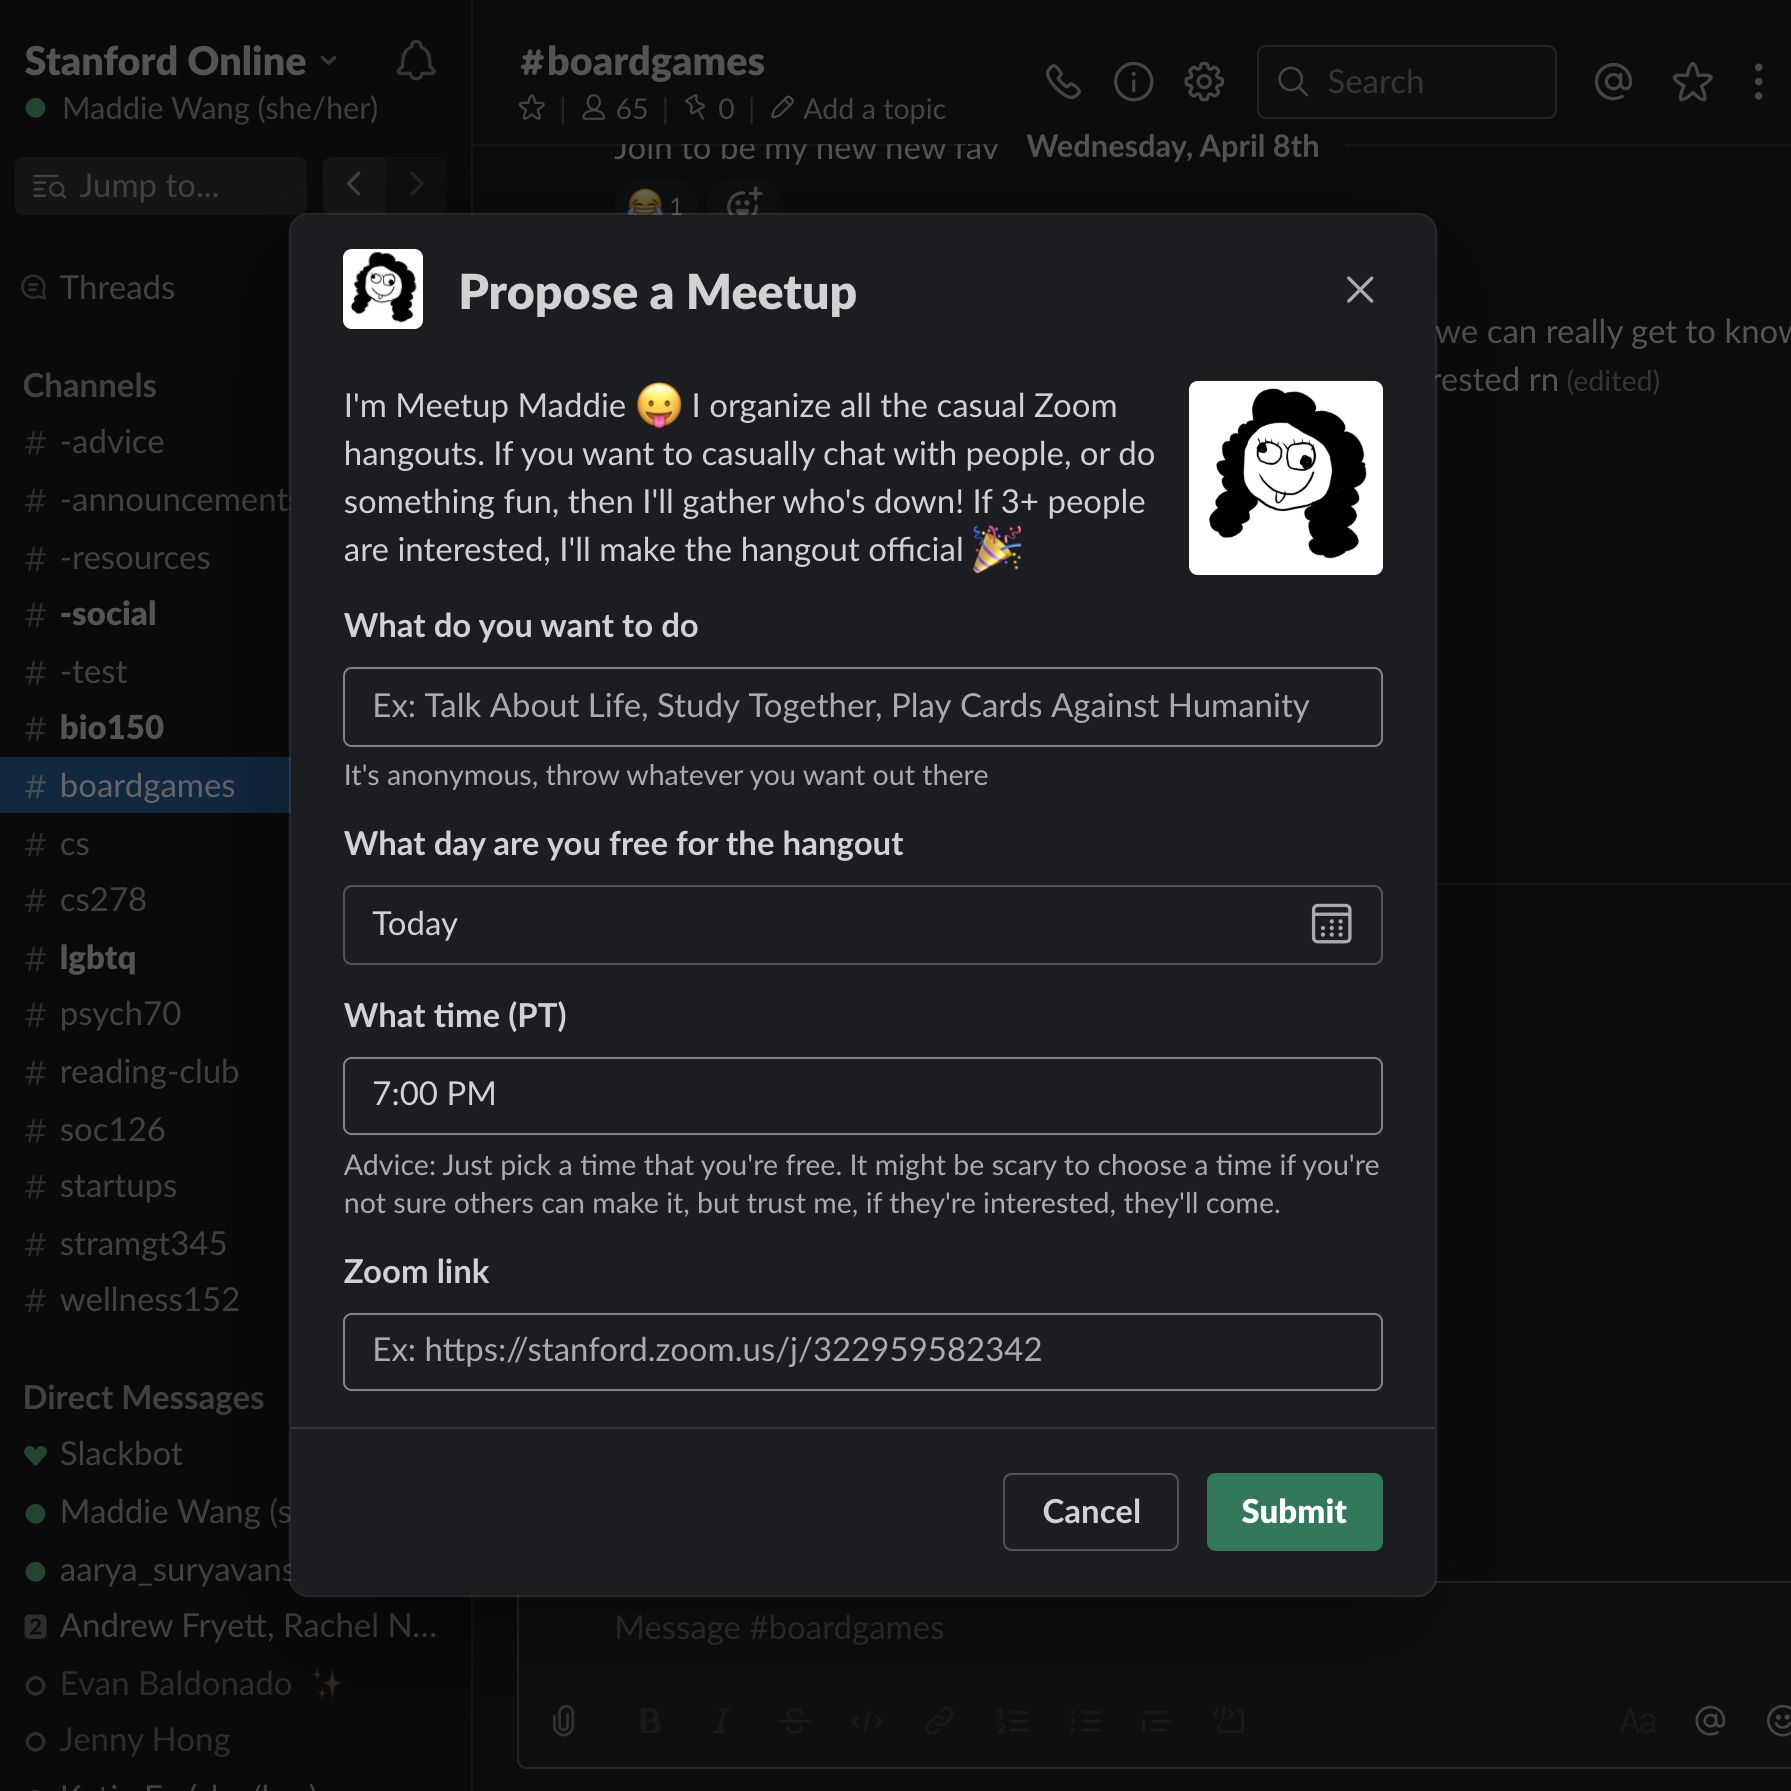 Stanford Online
Maddie Wang (she/her)
Jump to...
Threads
Channels
# -advice
# -announcements
# -resources
# -social
# -test
# bio150
# boardgames
# cs
# cs278
# lgbtq
# psych70
# reading-club
# soc126
# startups
# stramgt345
# wellness152
Direct Messages
Slackbot
Maddie Wang (s
aarya_suryavans
2 Andrew Fryett, Rachel N...
Evan Baldonado
Jenny Hong
#boardgames
65 | 0 | Add a topic
Search
Join to be my new new fav
Wednesday, April 8th
1
we can really get to know
rested rn (edited)
Propose a Meetup
I'm Meetup Maddie 😛 I organize all the casual Zoom
hangouts. If you want to casually chat with people, or do
something fun, then I'll gather who's down! If 3+ people
are interested, I'll make the hangout official 🎉
What do you want to do
Ex: Talk About Life, Study Together, Play Cards Against Humanity
It's anonymous, throw whatever you want out there
What day are you free for the hangout
Today
What time (PT)
7:00 PM
Advice: Just pick a time that you're free. It might be scary to choose a time if you're
not sure others can make it, but trust me, if they're interested, they'll come.
Zoom link
Ex: https://stanford.zoom.us/j/322959582342
Cancel
Submit
Message #boardgames
B I S </> Aa @